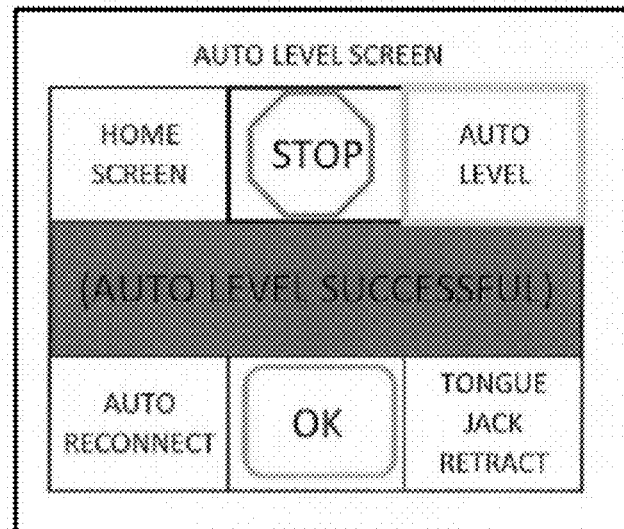 AUTO LEVEL SCREEN
HOME
SCREEN
STOP
AUTO
LEVEL
(AUTO LEVEL SUCCESSFUL)
AUTO
RECONNECT
OK
TONGUE
JACK
RETRACT